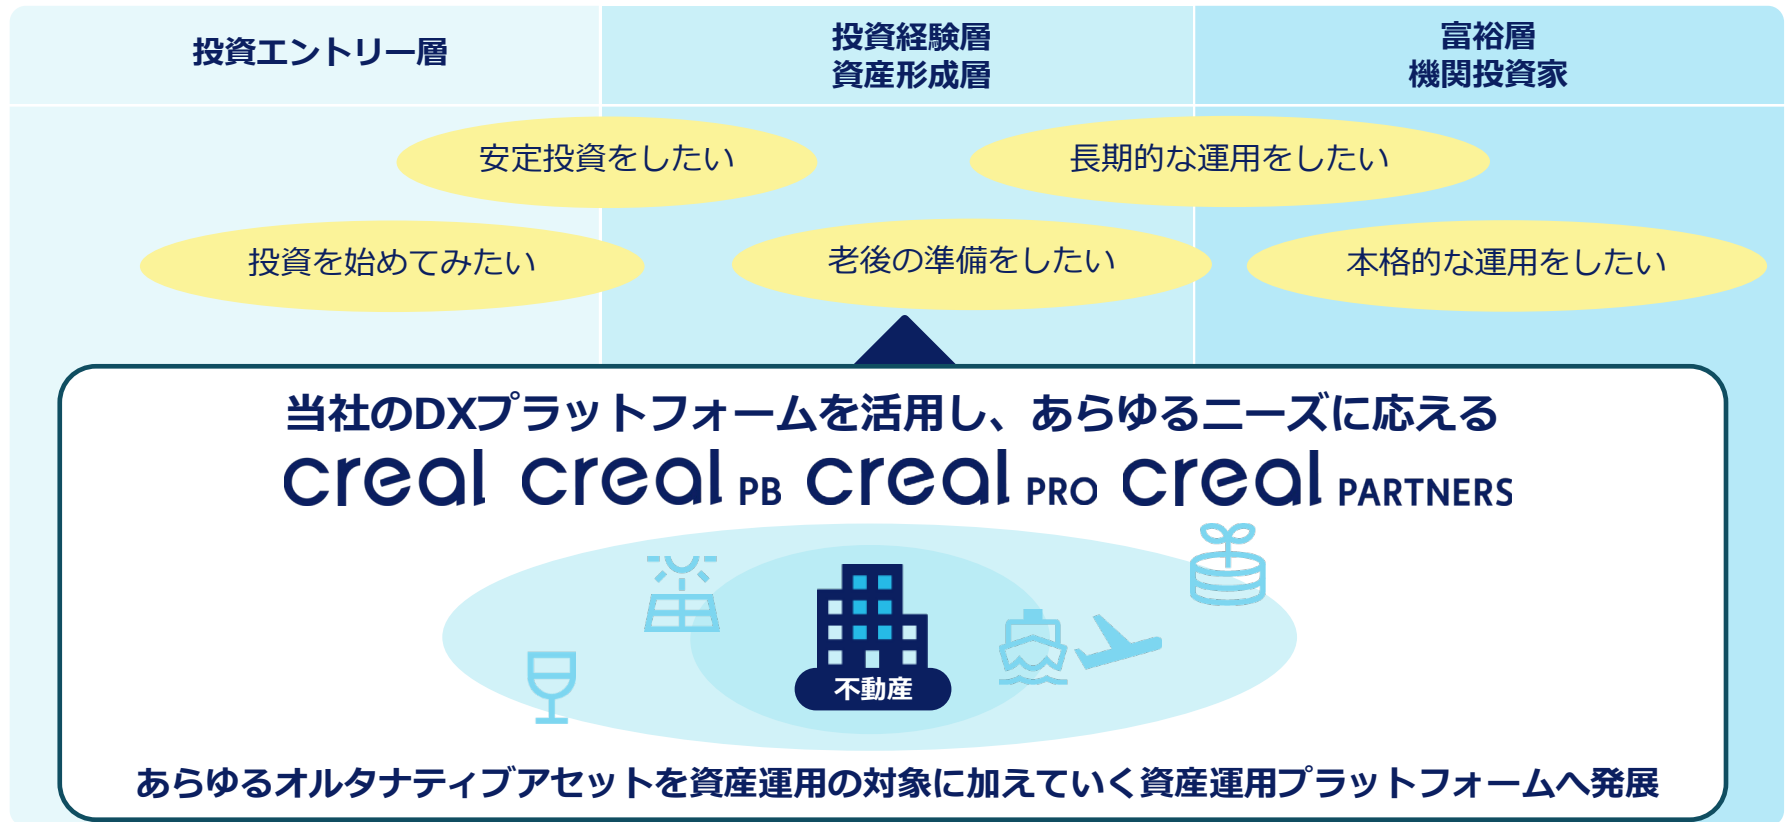 投資エントリー層
投資経験層
資産形成層
富裕層
機関投資家
安定投資をしたい
長期的な運用をしたい
投資を始めてみたい
老後の準備をしたい
本格的な運用をしたい
当社のDXプラットフォームを活用し、あらゆるニーズに応える
creal creal PB creal PRO creal PARTNERS
不動産
あらゆるオルタナティブアセットを資産運用の対象に加えていく資産運用プラットフォームへ発展